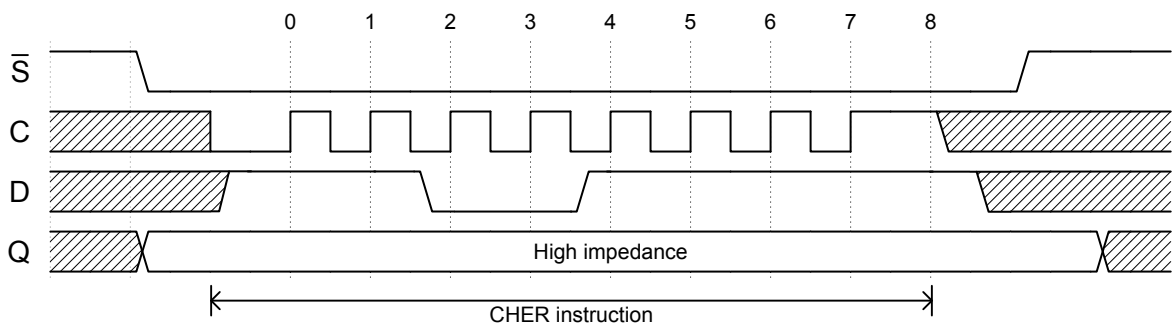 0 1 2 3 4 5 6 7 8
S̅
C
D
Q
High impedance
CHER instruction